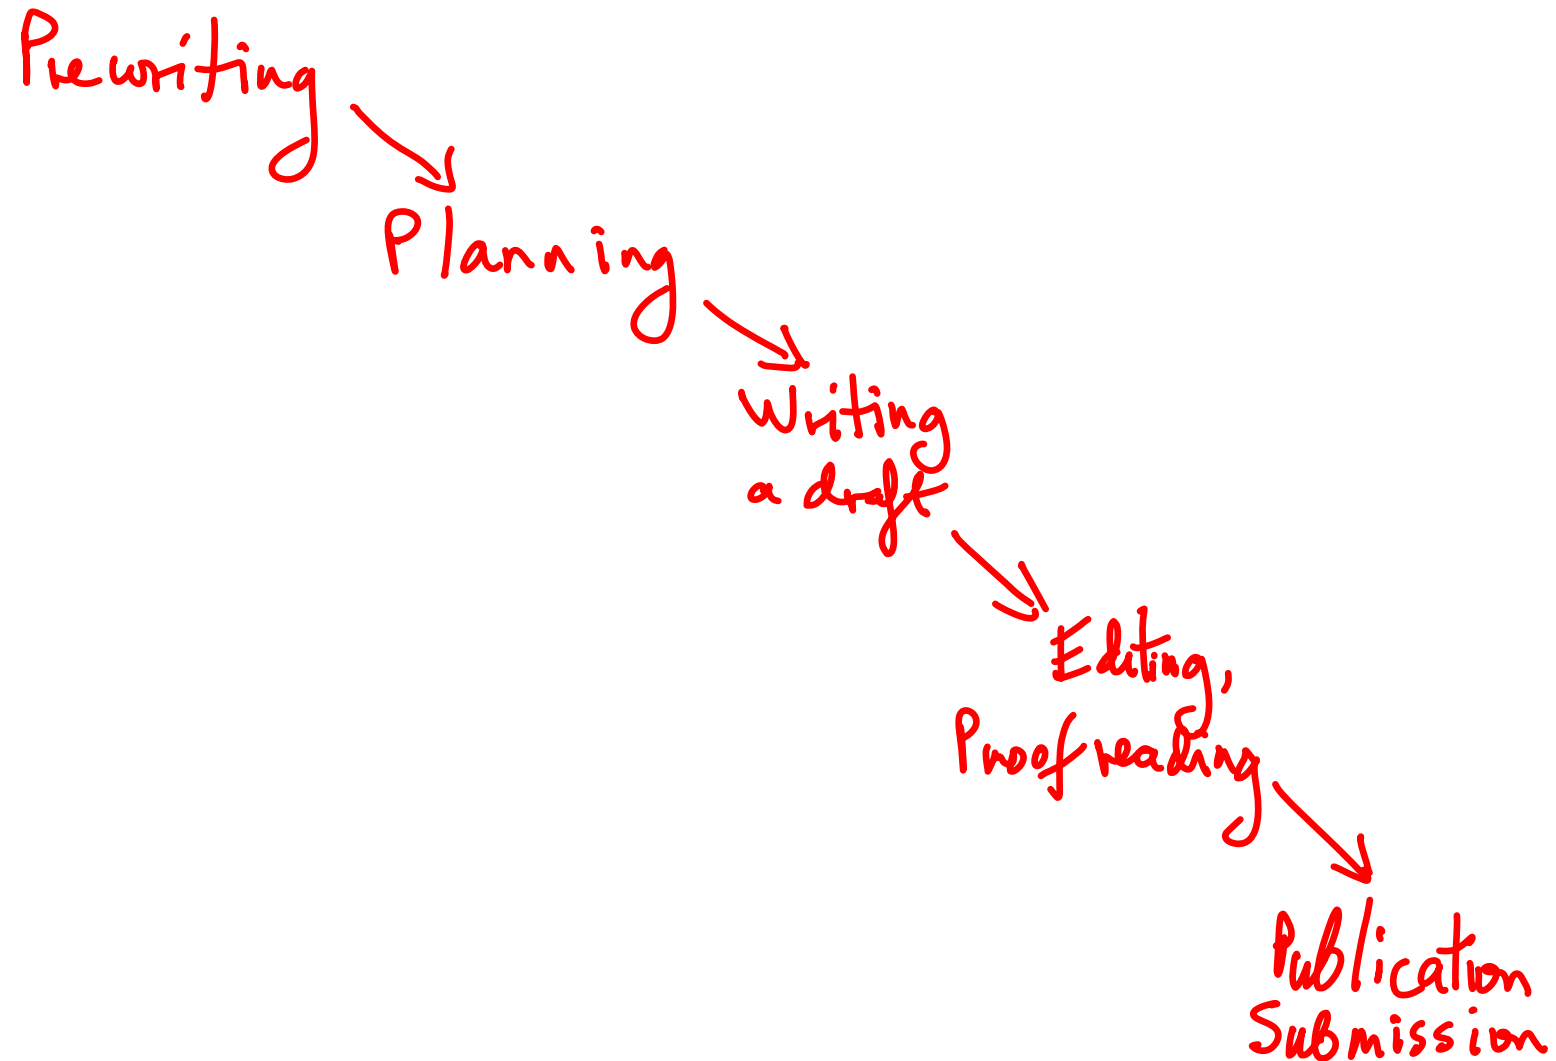 Prewriting
Planning
Writing
a draft
Editing,
Proofreading
Publication
Submission